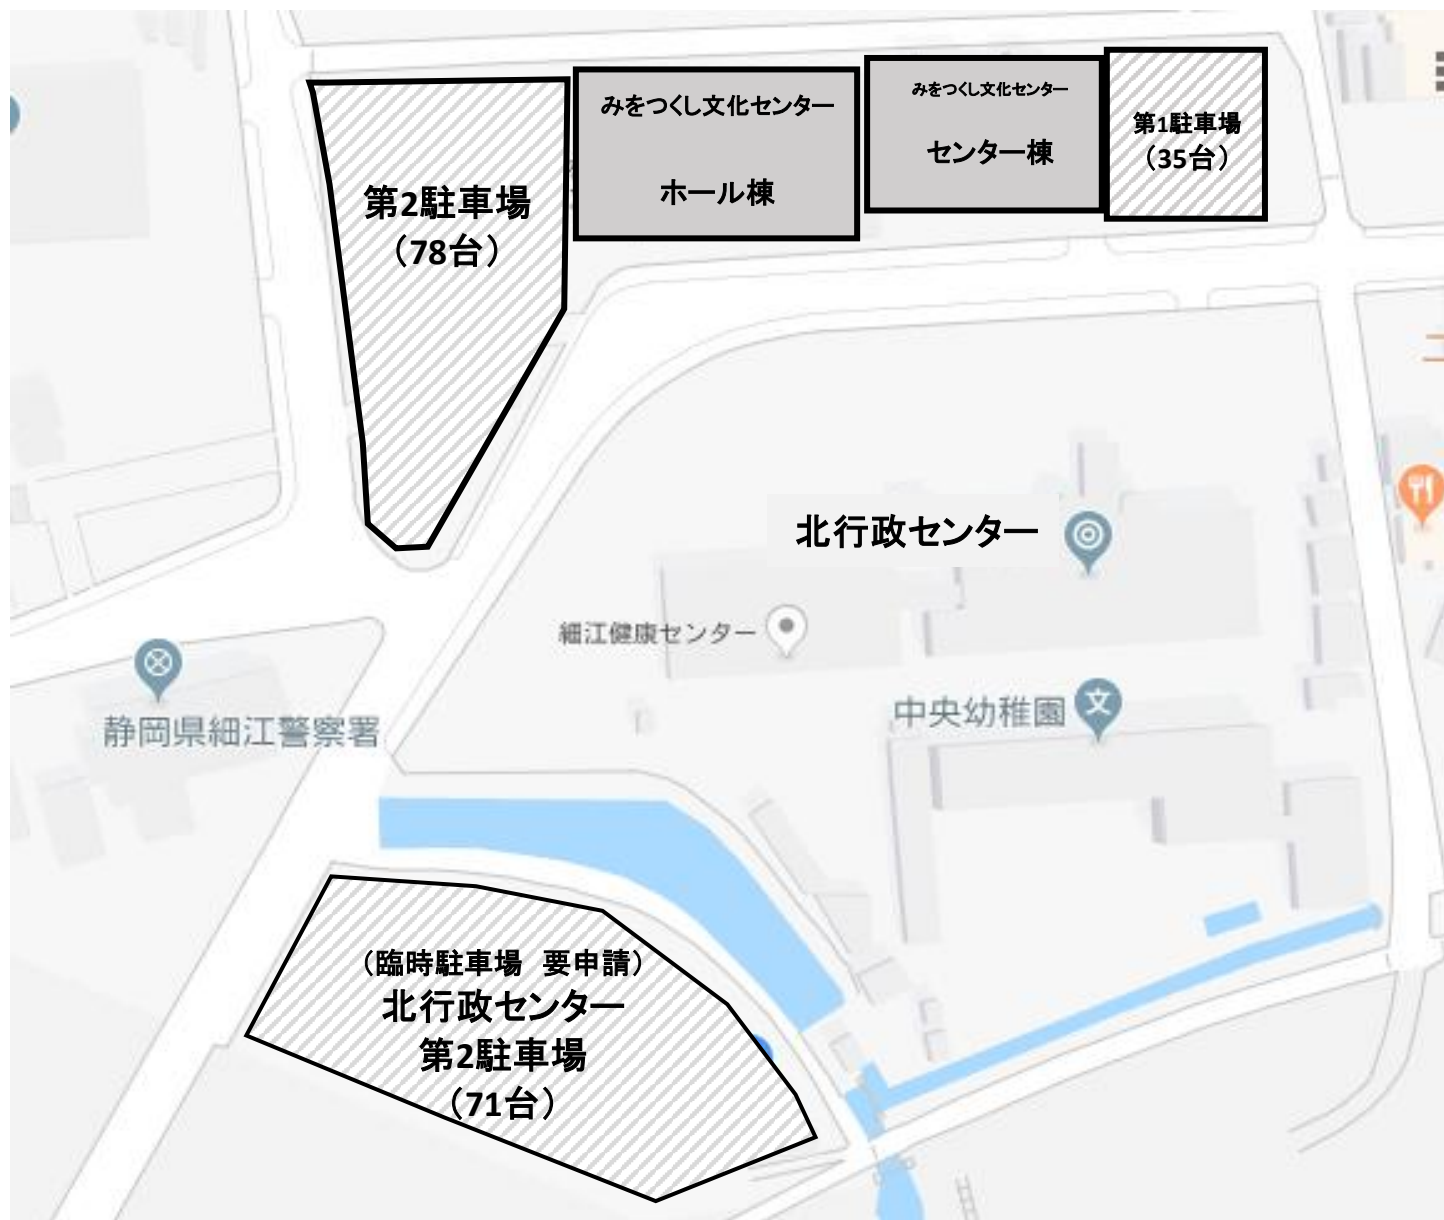 みをつくし文化センター
ホール棟
みをつくし文化センター
センター棟
第1駐車場
（35台）
第2駐車場
（78台）
北行政センター
細江健康センター
静岡県細江警察署
中央幼稚園
文
（臨時駐車場　要申請）
北行政センター
第2駐車場
（71台）